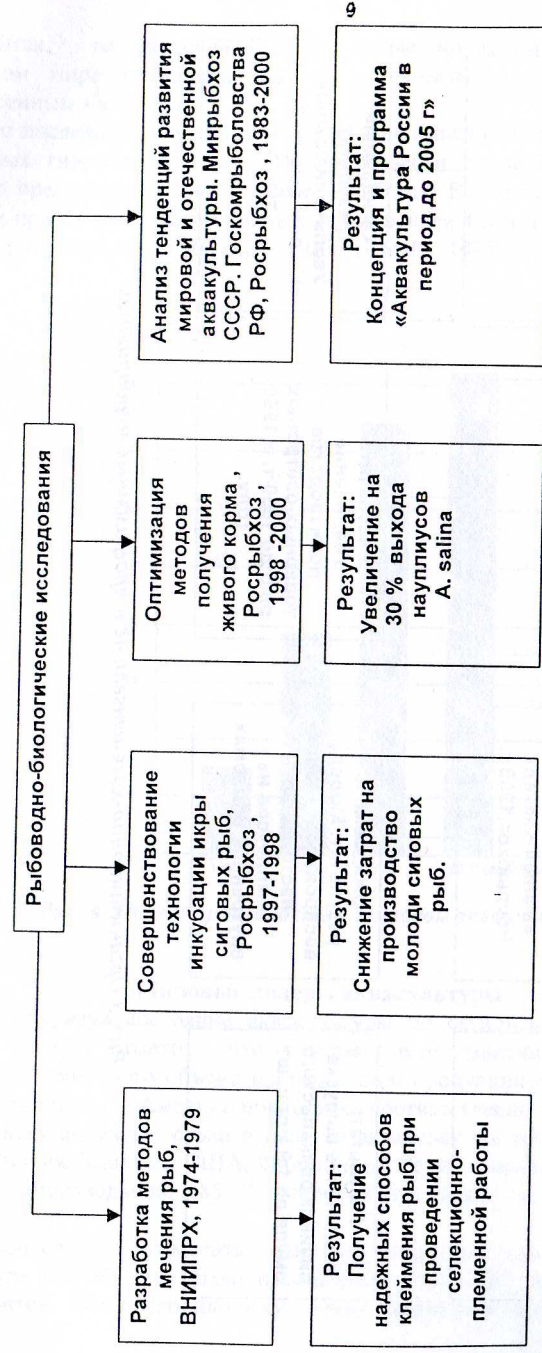 Рыбоводно-биологические исследования
Разработка методов
мечения рыб,
ВНИИПРХ, 1974-1979
Результат:
Получение
надежных способов
клеймения рыб при
проведении
селекционно-
племенной работы
Совершенствование
технологии
инкубации икры
сиговых рыб,
Росрыбхоз ,
1997-1998
Результат:
Снижение затрат на
производство
молоди сиговых
рыб.
Оптимизация
методов
получения
живого корма ,
Росрыбхоз ,
1998 -2000
Результат:
Увеличение на
30 % выхода
науплиусов
A. salina
Анализ тенденций развития
мировой и отечественной
аквакультуры. Минрыбхоз
СССР. Госкомрыболовства
РФ, Росрыбхоз . 1983-2000
Результат:
Концепция и программа
«Аквакультура России в
период до 2005 г»
9